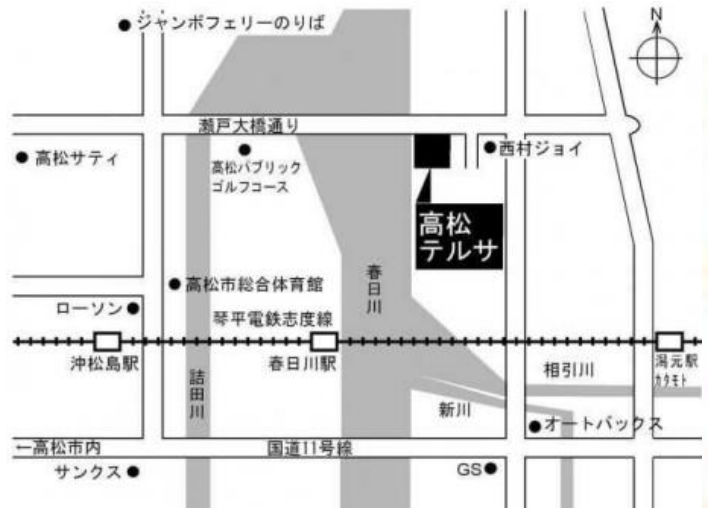 ジャンボフェリーのりば
N
瀬戸大橋通り
高松サティ
高松パブリック
ゴルフコース
西村ジョイ
高松
テルサ
春日川
高松市総合体育館
ローソン
琴平電鉄志度線
沖松島駅
春日川駅
詰田川
相引川
潟元駅
カタモト
新川
オートバックス
←高松市内
国道11号線
サンクス
GS